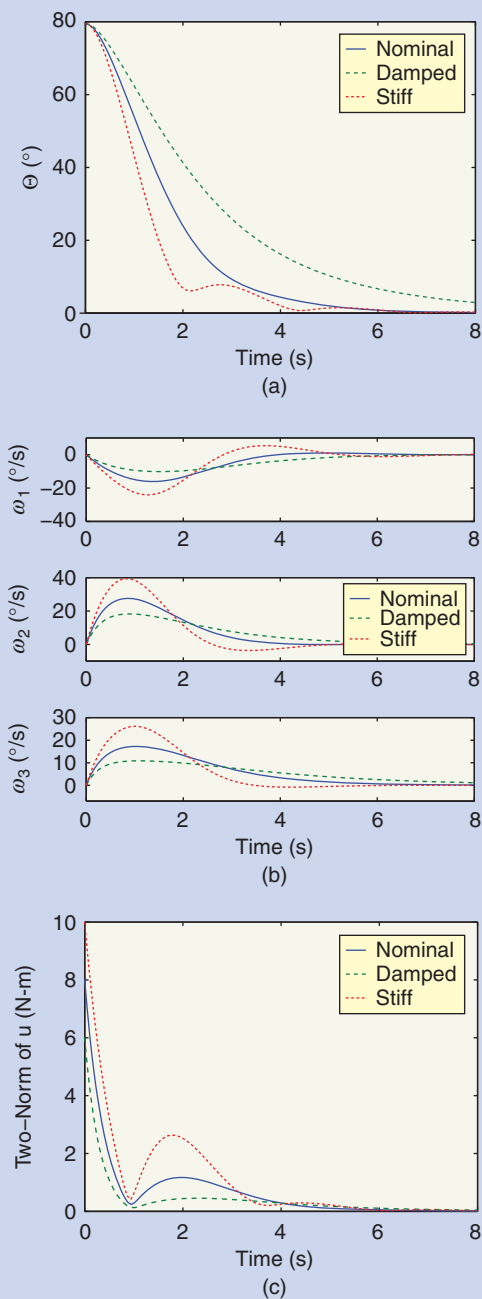 80
60
40
20
0
Θ (°)
Nominal
Damped
Stiff
0 2 4 6 8
Time (s)
(a)
0
−20
−40
ω1 (°/s)
0 2 4 6 8
40
20
0
ω2 (°/s)
Nominal
Damped
Stiff
0 2 4 6 8
30
20
10
0
ω3 (°/s)
0 2 4 6 8
Time (s)
(b)
10
8
6
4
2
0
Two−Norm of u (N-m)
Nominal
Damped
Stiff
0 2 4 6 8
Time (s)
(c)